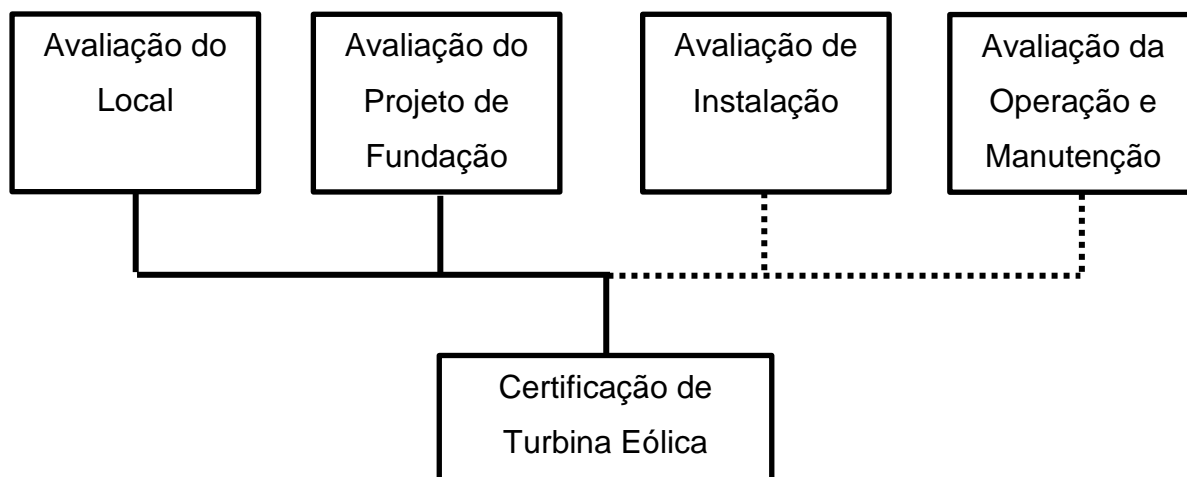 Avaliação do
Local
Avaliação do
Projeto de
Fundação
Avaliação de
Instalação
Avaliação da
Operação e
Manutenção
Certificação de
Turbina Eólica